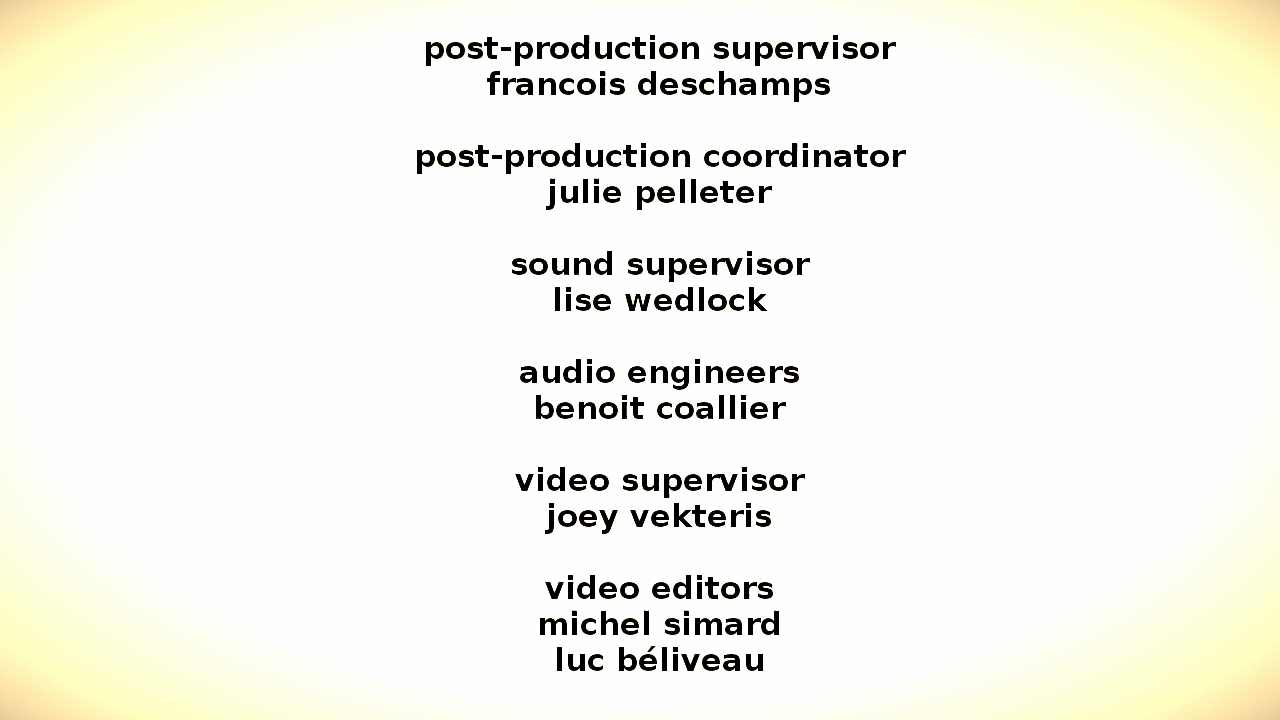 post-production supervisor
francois deschamps
post-production coordinator
julie pelleter
sound supervisor
lise wedlock
audio engineers
benoit coallier
video supervisor
joey vekteris
video editors
michel simard
luc béliveau